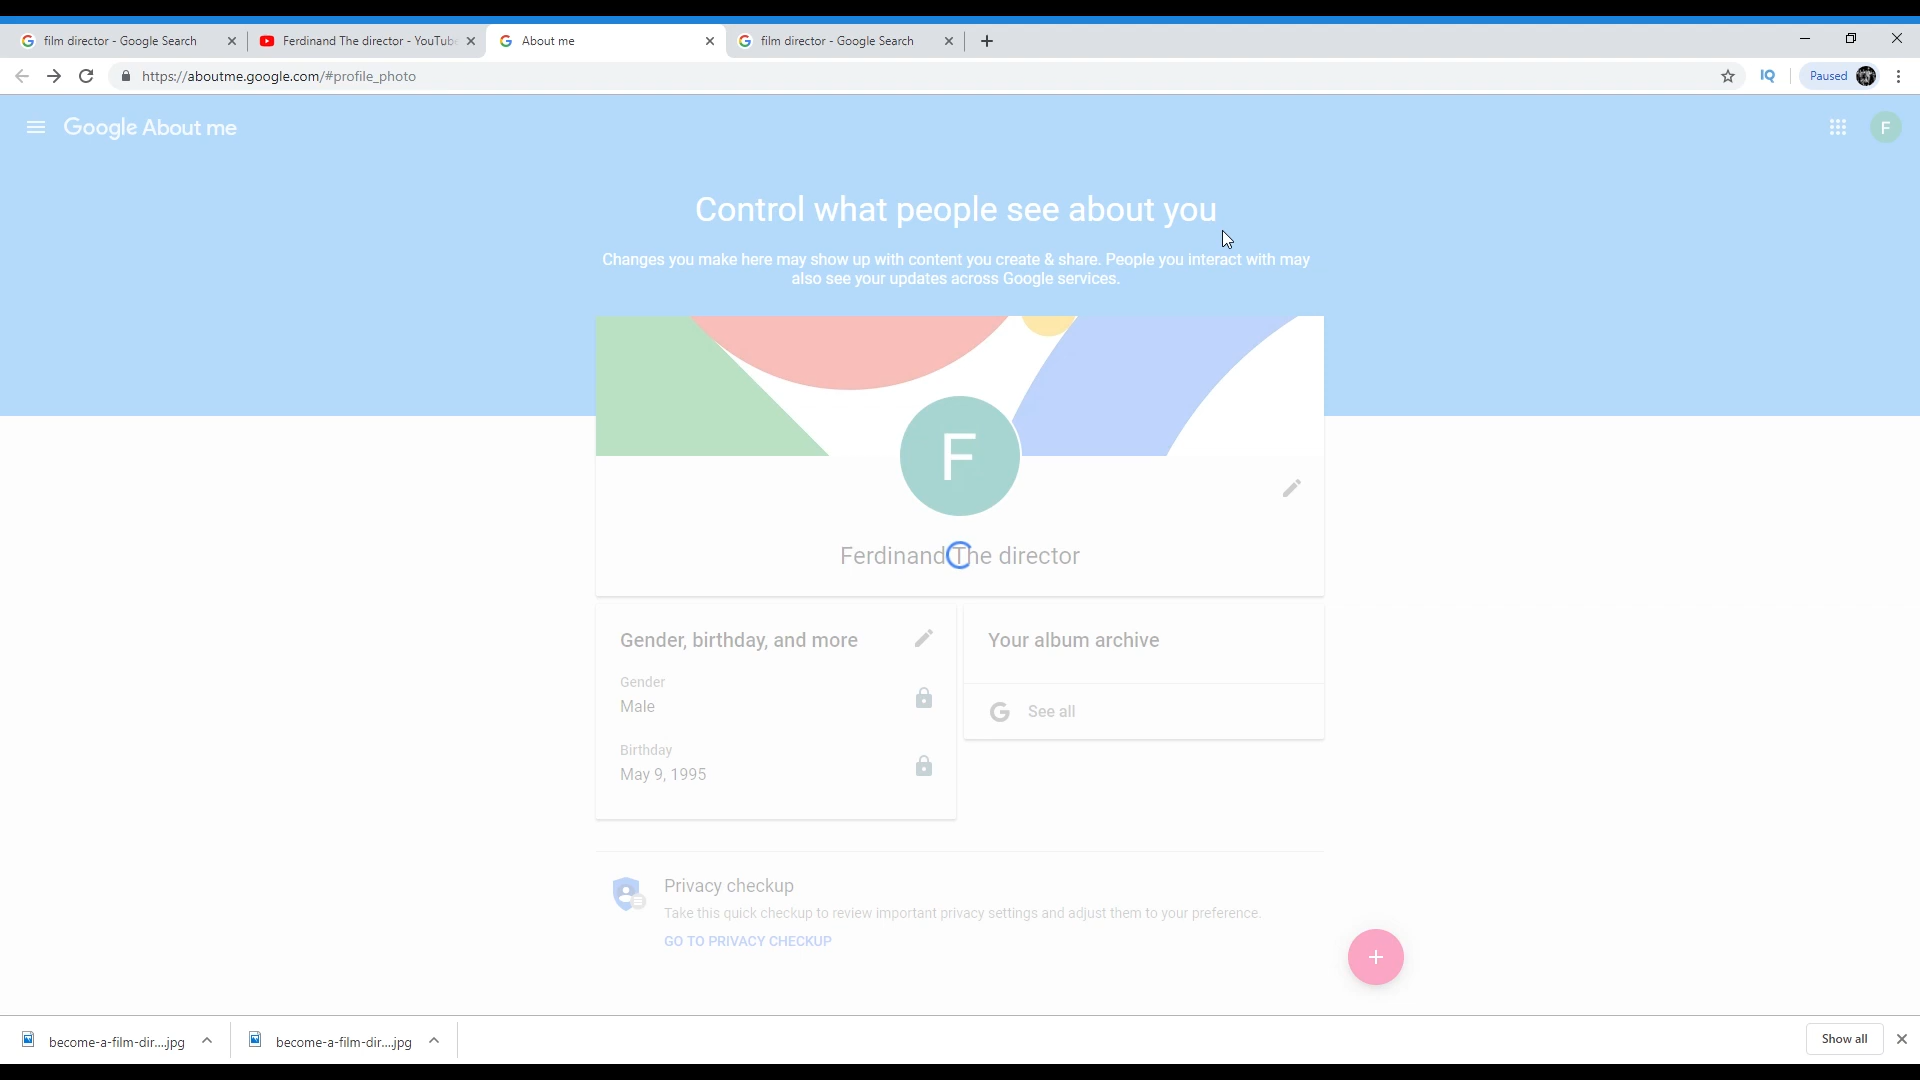 film director - Google Search
Ferdinand The director - YouTub
About me
film director - Google Search
https://aboutme.google.com/#profile_photo
IQ
Paused
Google About me
F
Control what people see about you
Changes you make here may show up with content you create & share. People you interact with may
also see your updates across Google services.
F
Ferdinand The director
Gender, birthday, and more
Gender
Male
Birthday
May 9, 1995
Your album archive
See all
Privacy checkup
Take this quick checkup to review important privacy settings and adjust them to your preference.
GO TO PRIVACY CHECKUP
become-a-film-dir....jpg
become-a-film-dir....jpg
Show all